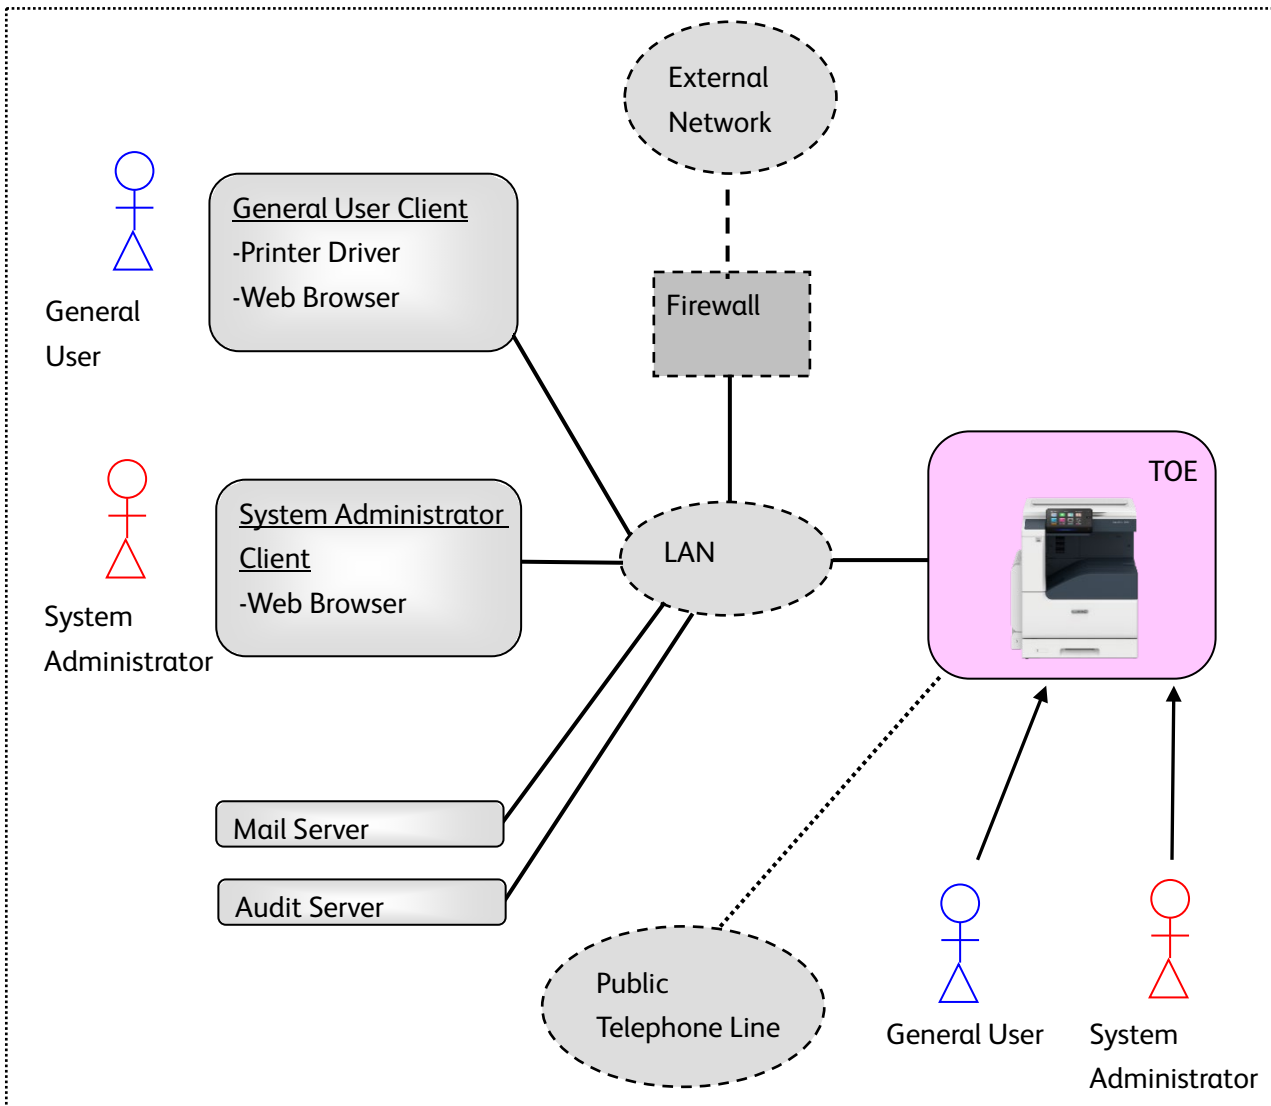 External
Network
General User Client
-Printer Driver
-Web Browser
General
User
Firewall
TOE
System Administrator
Client
-Web Browser
LAN
System
Administrator
Mail Server
Audit Server
Public
Telephone Line
General User
System
Administrator